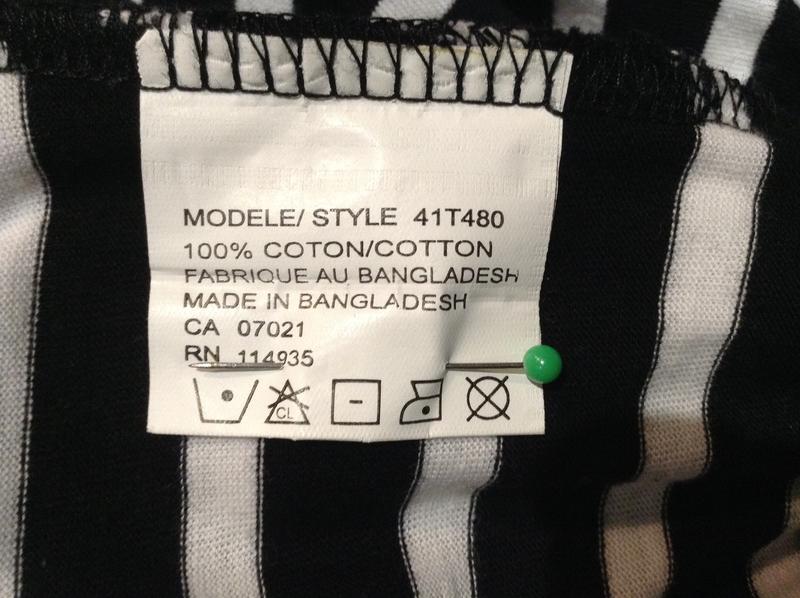 MODELE/ STYLE 41T480
100% COTON/COTTON
FABRIQUE AU BANGLADESH
MADE IN BANGLADESH
CA 07021
RN 114935
CL